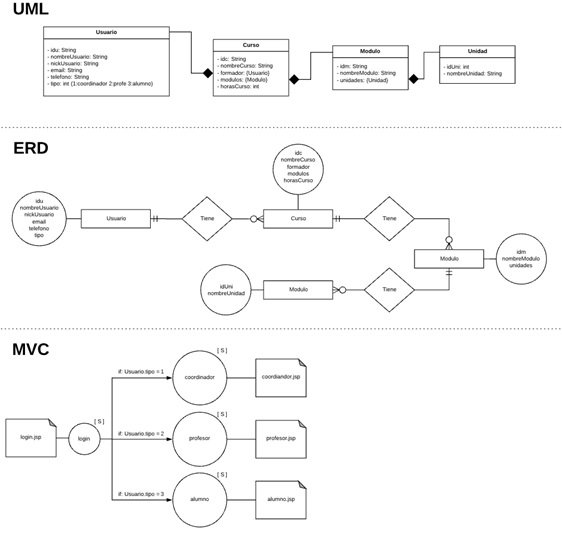 UML
Usuario
- idu: String
- nombreUsuario: String
- nickUsuario: String
- email: String
- telefono: String
- tipo: int (1:coordinador 2:profe 3:alumno)
Curso
- idc: String
- nombreCurso: String
- formador: {Usuario}
- modulos: {Modulo}
- horasCurso: int
Modulo
- idm: String
- nombreModulo: String
- unidades: {Unidad}
Unidad
- idUni: int
- nombreUnidad: String
ERD
idc
nombreCurso
formador
modulos
horasCurso
idu
nombreUsuario
nickUsuario
email
telefono
tipo
Usuario
Tiene
Curso
Tiene
Modulo
idm
nombreModulo
unidades
idUni
nombreUnidad
Modulo
Tiene
MVC
[ S ]
if: Usuario.tipo = 1
coordinador
coordiandor.jsp
login.jsp
[ S ]
login
[ S ]
if: Usuario.tipo = 2
profesor
profesor.jsp
[ S ]
if: Usuario.tipo = 3
alumno
alumno.jsp